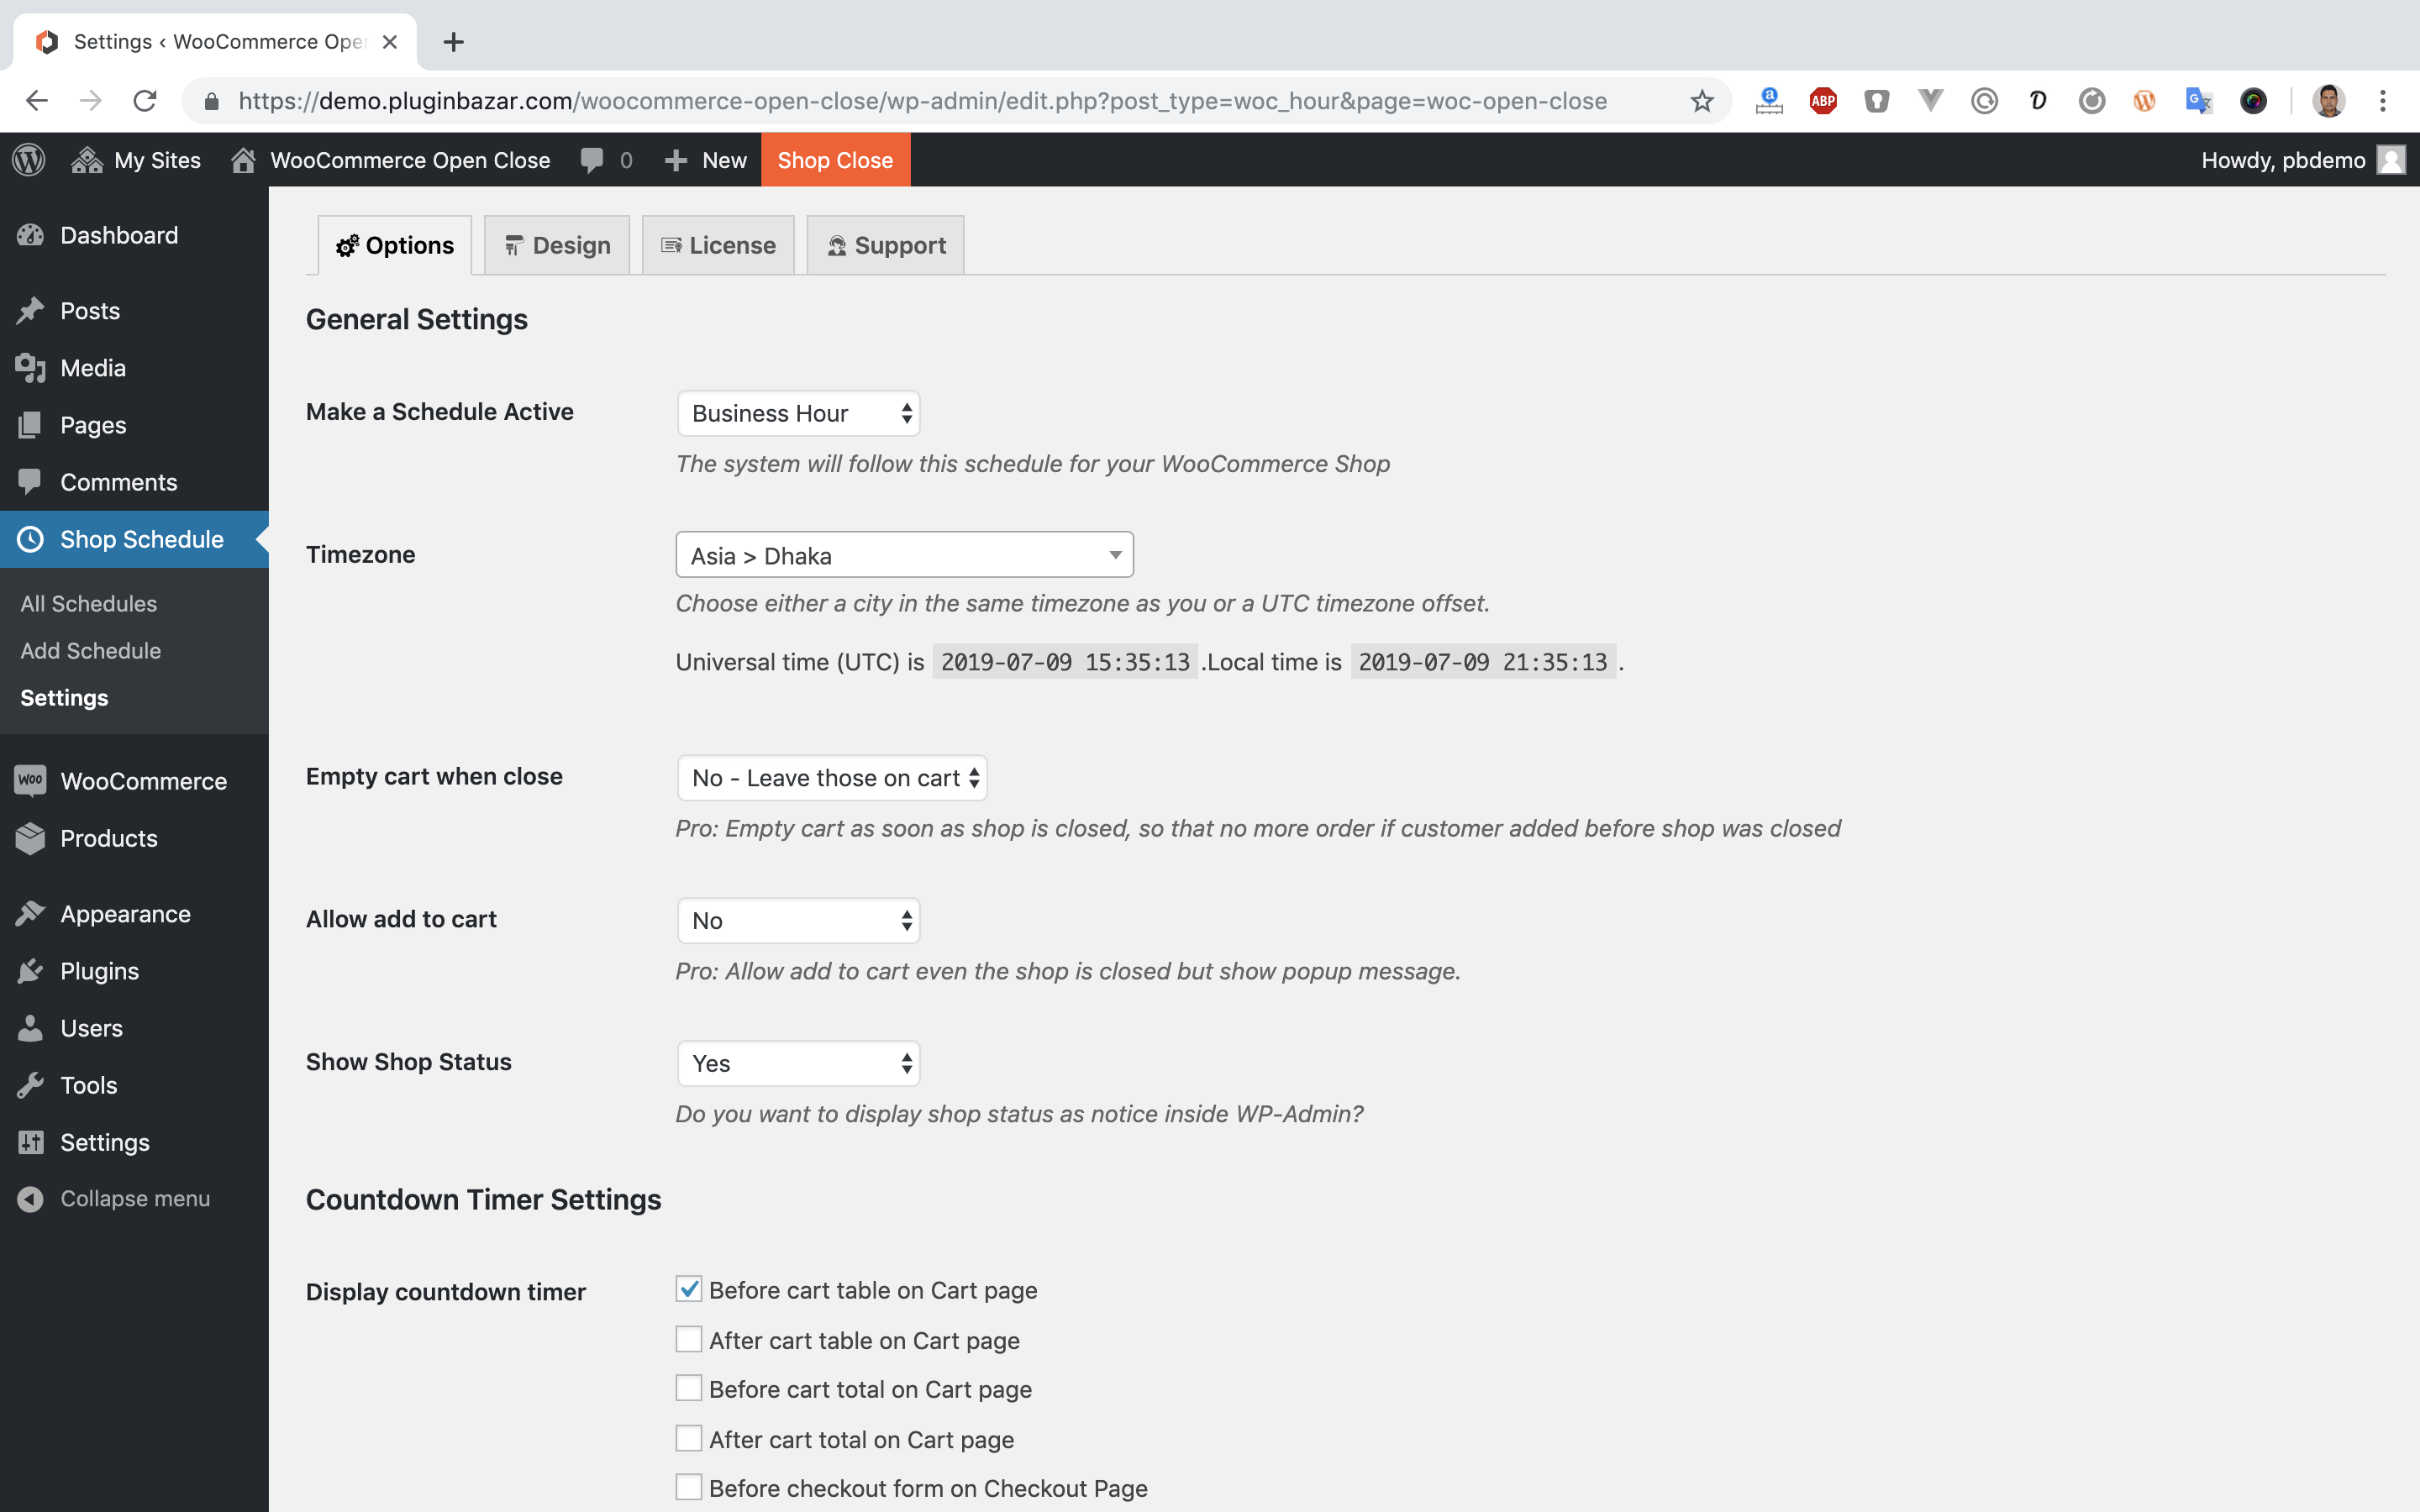 Settings ‹ WooCommerce Ope
https://demo.pluginbazar.com/woocommerce-open-close/wp-admin/edit.php?post_type=woc_hour&page=woc-open-close
ABP
My Sites
WooCommerce Open Close
0
New
Shop Close
Howdy, pbdemo
Dashboard
Posts
Media
Pages
Comments
Shop Schedule
All Schedules
Add Schedule
Settings
WooCommerce
Products
Appearance
Plugins
Users
Tools
Settings
Collapse menu
Options
Design
License
Support
General Settings
Make a Schedule Active
Business Hour
The system will follow this schedule for your WooCommerce Shop
Timezone
Asia > Dhaka
Choose either a city in the same timezone as you or a UTC timezone offset.
Universal time (UTC) is 2019-07-09 15:35:13 .Local time is 2019-07-09 21:35:13 .
Empty cart when close
No - Leave those on cart
Pro: Empty cart as soon as shop is closed, so that no more order if customer added before shop was closed
Allow add to cart
No
Pro: Allow add to cart even the shop is closed but show popup message.
Show Shop Status
Yes
Do you want to display shop status as notice inside WP-Admin?
Countdown Timer Settings
Display countdown timer
Before cart table on Cart page
After cart table on Cart page
Before cart total on Cart page
After cart total on Cart page
Before checkout form on Checkout Page